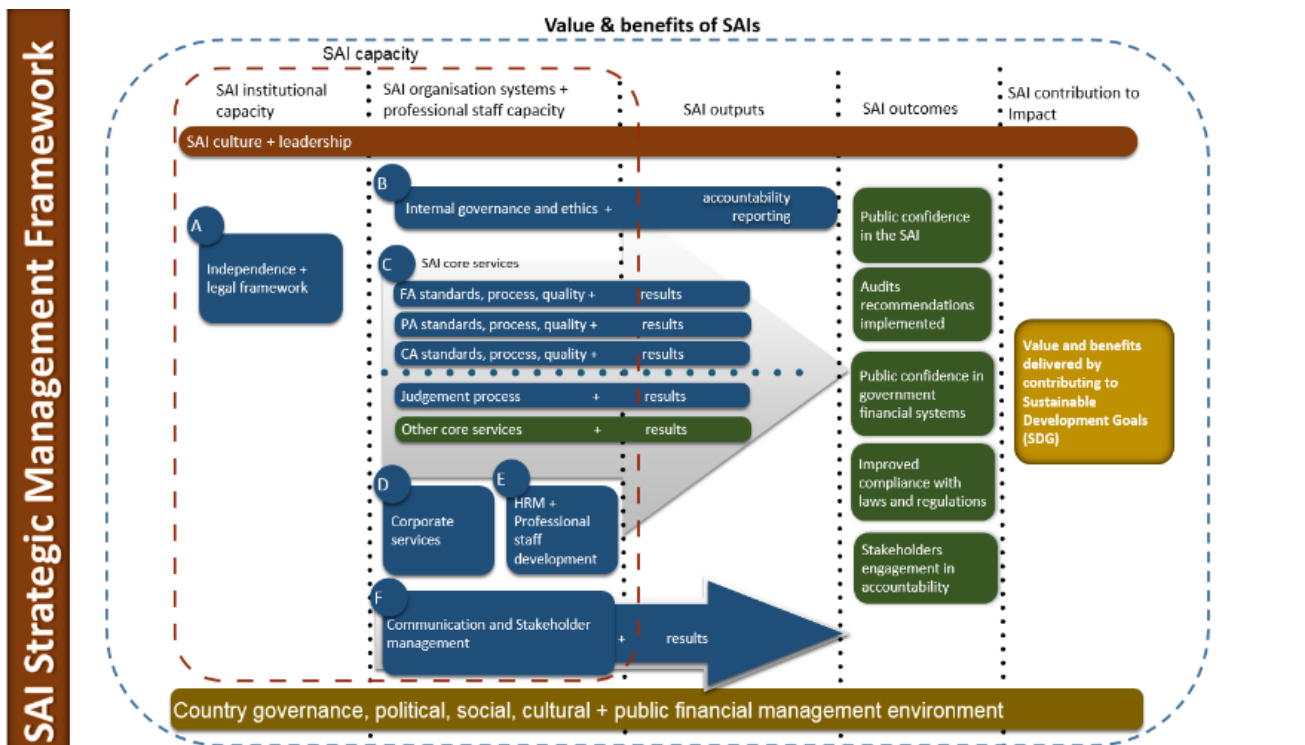 SAI Strategic Management Framework
Value & benefits of SAIs
SAI capacity
SAI institutional
capacity
SAI organisation systems +
professional staff capacity
SAI outputs
SAI outcomes
SAI contribution to
Impact
SAI culture + leadership
A
Independence +
legal framework
B
Internal governance and ethics +
accountability
reporting
C
SAI core services
FA standards, process, quality + results
PA standards, process, quality + results
CA standards, process, quality + results
Judgement process + results
Other core services + results
D
Corporate
services
E
HRM +
Professional
staff
development
F
Communication and Stakeholder
management
+ results
Public confidence
in the SAI
Audits
recommendations
implemented
Public confidence in
government
financial systems
Improved
compliance with
laws and regulations
Stakeholders
engagement in
accountability
Value and benefits
delivered by
contributing to
Sustainable
Development Goals
(SDG)
Country governance, political, social, cultural + public financial management environment